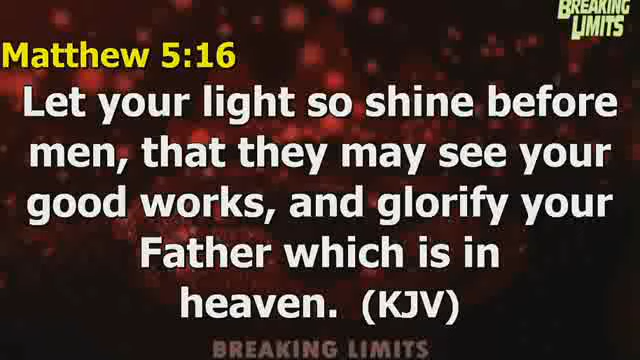 BREAKING
LIMITS
Matthew 5:16
Let your light so shine before
men, that they may see your
good works, and glorify your
Father which is in
heaven. (KJV)
BREAKING LIMITS